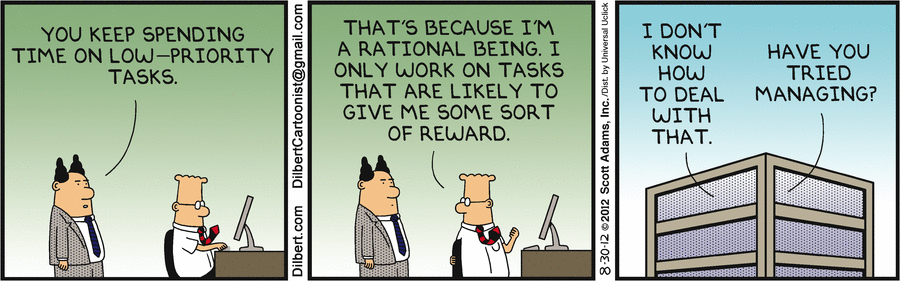 YOU KEEP SPENDING
TIME ON LOW–PRIORITY
TASKS.
Dilbert.com DilbertCartoonist@gmail.com
THAT'S BECAUSE I'M
A RATIONAL BEING. I
ONLY WORK ON TASKS
THAT ARE LIKELY TO
GIVE ME SOME SORT
OF REWARD.
8-30-12 ©2012 Scott Adams, Inc./Dist. by Universal Uclick
I DON'T
KNOW
HOW
TO DEAL
WITH
THAT.
HAVE YOU
TRIED
MANAGING?